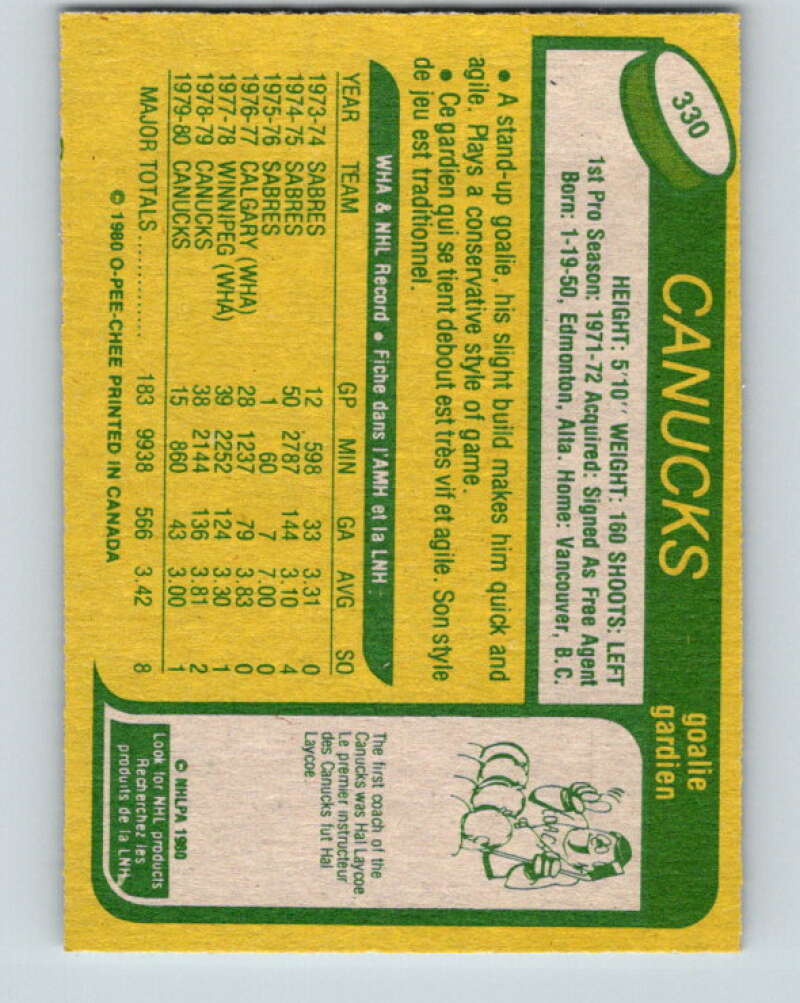 330
CANUCKS
goalie
gardien
HEIGHT: 5'10" WEIGHT: 160 SHOOTS: LEFT
1st Pro Season: 1971-72 Acquired: Signed As Free Agent
Born: 1-19-50, Edmonton, Alta. Home: Vancouver, B.C.
• A stand-up goalie, his slight build makes him quick and
agile. Plays a conservative style of game.
• Ce gardien qui se tient debout est très vif et agile. Son style
de jeu est traditionnel.
WHA & NHL Record • Fiche dans l'AMH et la LNH
YEAR TEAM GP MIN GA AVG SO
1973-74 SABRES 12 598 33 3.31 0
1974-75 SABRES 50 2787 144 3.10 4
1975-76 SABRES 1 60 7 7.00 0
1976-77 CALGARY (WHA) 28 1237 79 3.83 0
1977-78 WINNIPEG (WHA) 39 2252 124 3.30 1
1978-79 CANUCKS 38 2144 136 3.81 2
1979-80 CANUCKS 15 860 43 3.00 1
MAJOR TOTALS .............. 183 9938 566 3.42 8
© 1980 O-PEE-CHEE PRINTED IN CANADA
COACH
The first coach of the
Canucks was Hal Laycoe.
Le premier instructeur
des Canucks fut Hal
Laycoe.
© NHLPA 1980
Look for NHL products
Recherchez les
produits de la LNH